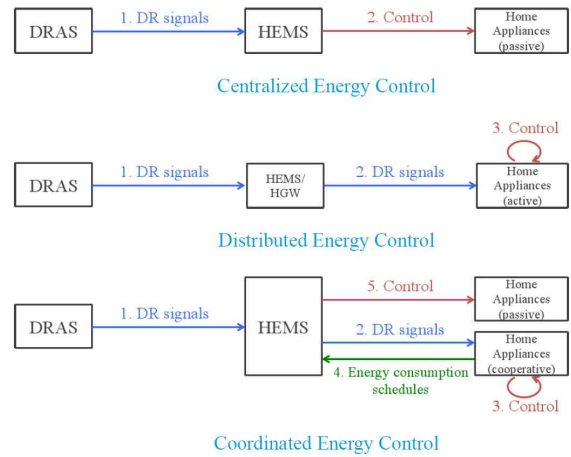 DRAS
1. DR signals
HEMS
2. Control
Home
Appliances
(passive)
Centralized Energy Control
3. Control
DRAS
1. DR signals
HEMS/
HGW
2. DR signals
Home
Appliances
(active)
Distributed Energy Control
DRAS
1. DR signals
HEMS
5. Control
Home
Appliances
(passive)
2. DR signals
4. Energy consumption
schedules
Home
Appliances
(cooperative)
3. Control
Coordinated Energy Control